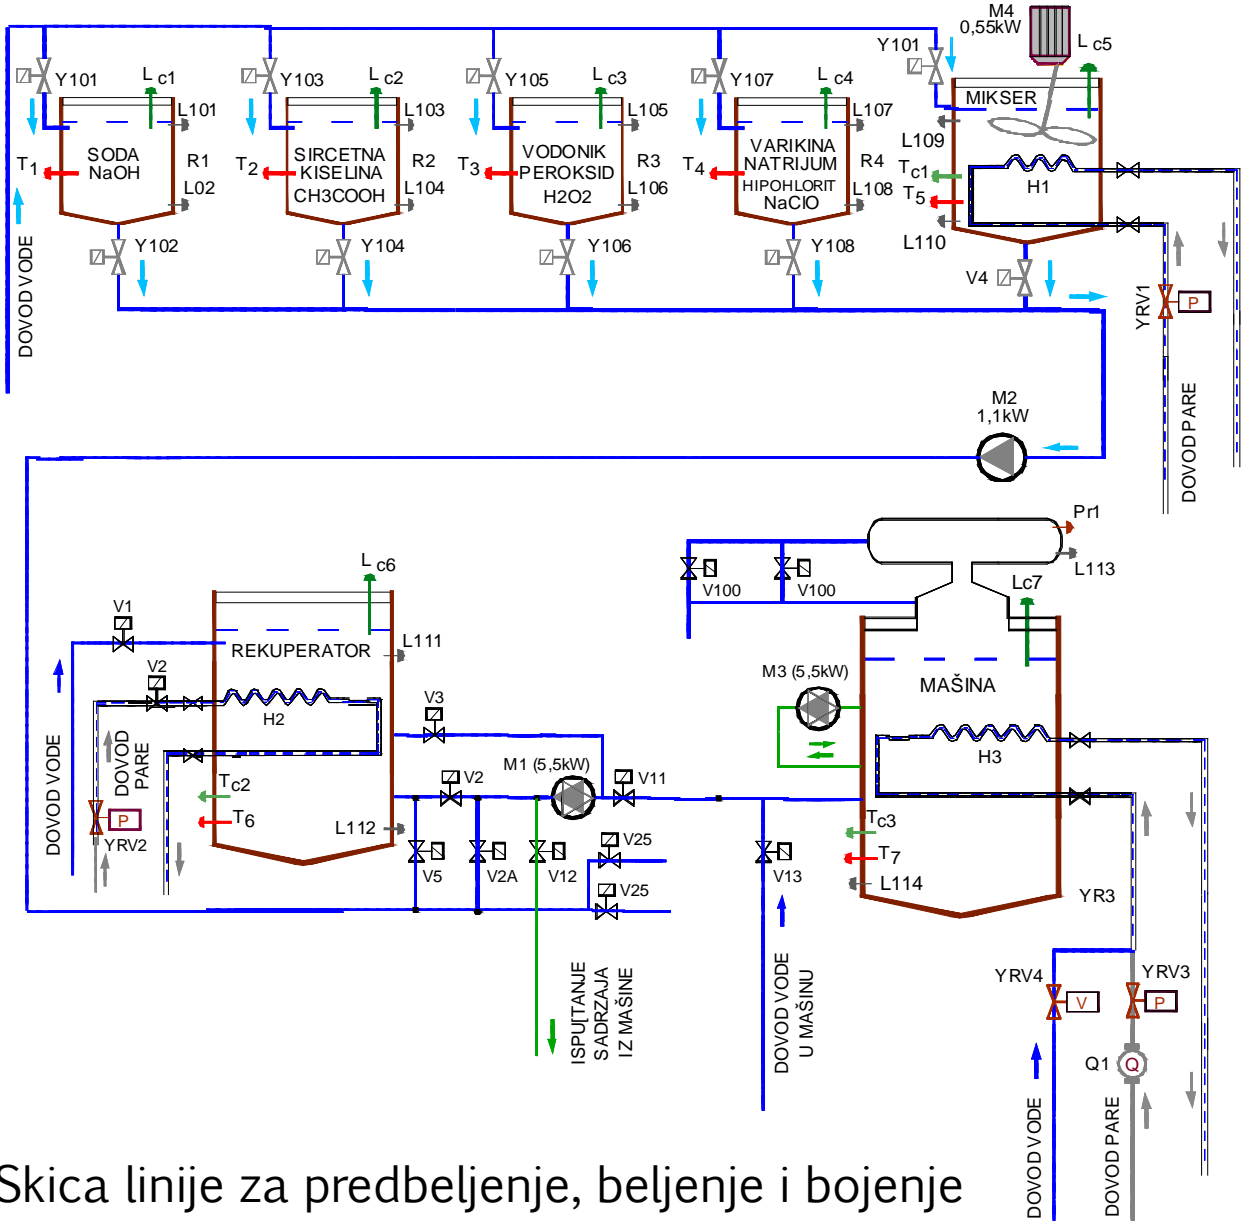 M4
0,55kW
Y101
L c1
Y103
L c2
Y105
L c3
Y107
L c4
Y101
L c5
MIKSER
L101
L103
L105
L107
L109
T1
SODA
NaOH
R1
T2
SIRCETNA
KISELINA
CH3COOH
R2
T3
VODONIK
PEROKSID
H2O2
R3
T4
VARIKINA
NATRIJUM
HIPOHLORIT
NaClO
R4
Tc1
T5
H1
L02
L104
L106
L108
L110
Y102
Y104
Y106
Y108
V4
DOVOD VODE
YRV1
P
DOVOD PARE
M2
1,1kW
Pr1
L113
V100
V100
Lc7
L c6
V1
REKUPERATOR
L111
V2
H2
V3
M3 (5,5kW)
MAŠINA
H3
DOVOD VODE
DOVOD
PARE
P
YRV2
Tc2
T6
L112
V2
M1 (5,5kW)
V11
V5
V2A
V12
V25
V25
V13
Tc3
T7
L114
YR3
ISPU[TANJE
SADRZAJA
IZ MAŠINE
DOVOD VODE
U MAŠINU
YRV4
V
YRV3
P
Q1
Q
DOVOD VODE
DOVOD PARE
Skica linije za predbeljenje, beljenje i bojenje